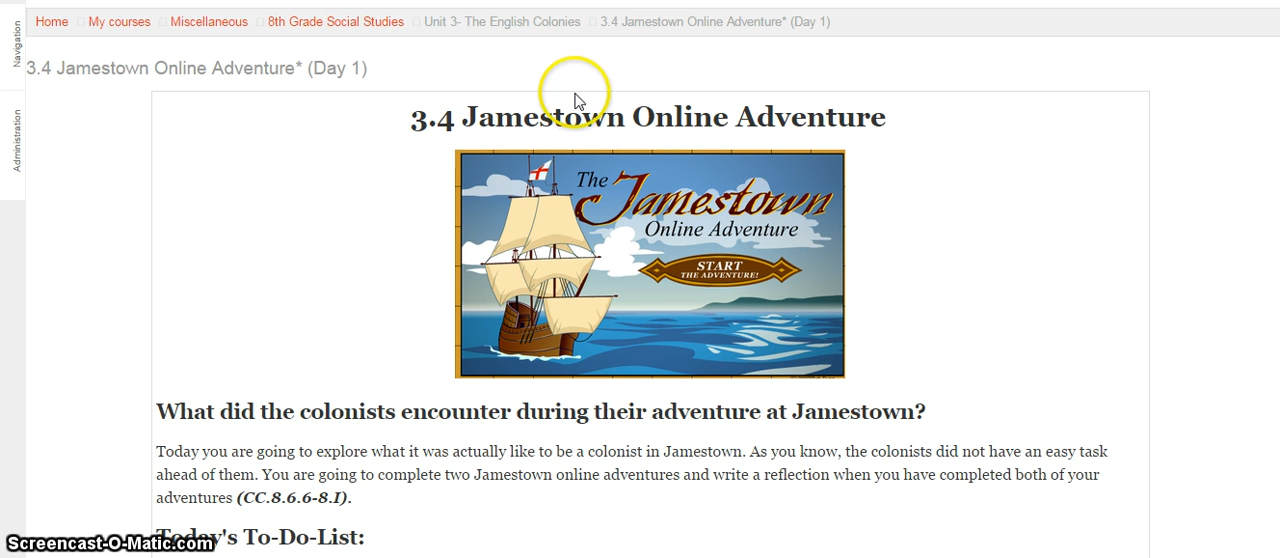 Home My courses Miscellaneous 8th Grade Social Studies Unit 3- The English Colonies 3.4 Jamestown Online Adventure* (Day 1)
Navigation
Administration
3.4 Jamestown Online Adventure* (Day 1)
3.4 Jamestown Online Adventure
The Jamestown
Online Adventure
START
THE ADVENTURE!
What did the colonists encounter during their adventure at Jamestown?
Today you are going to explore what it was actually like to be a colonist in Jamestown. As you know, the colonists did not have an easy task
ahead of them. You are going to complete two Jamestown online adventures and write a reflection when you have completed both of your
adventures (CC.8.6.6-8.I).
Today's To-Do-List:
Screencast-O-Matic.com